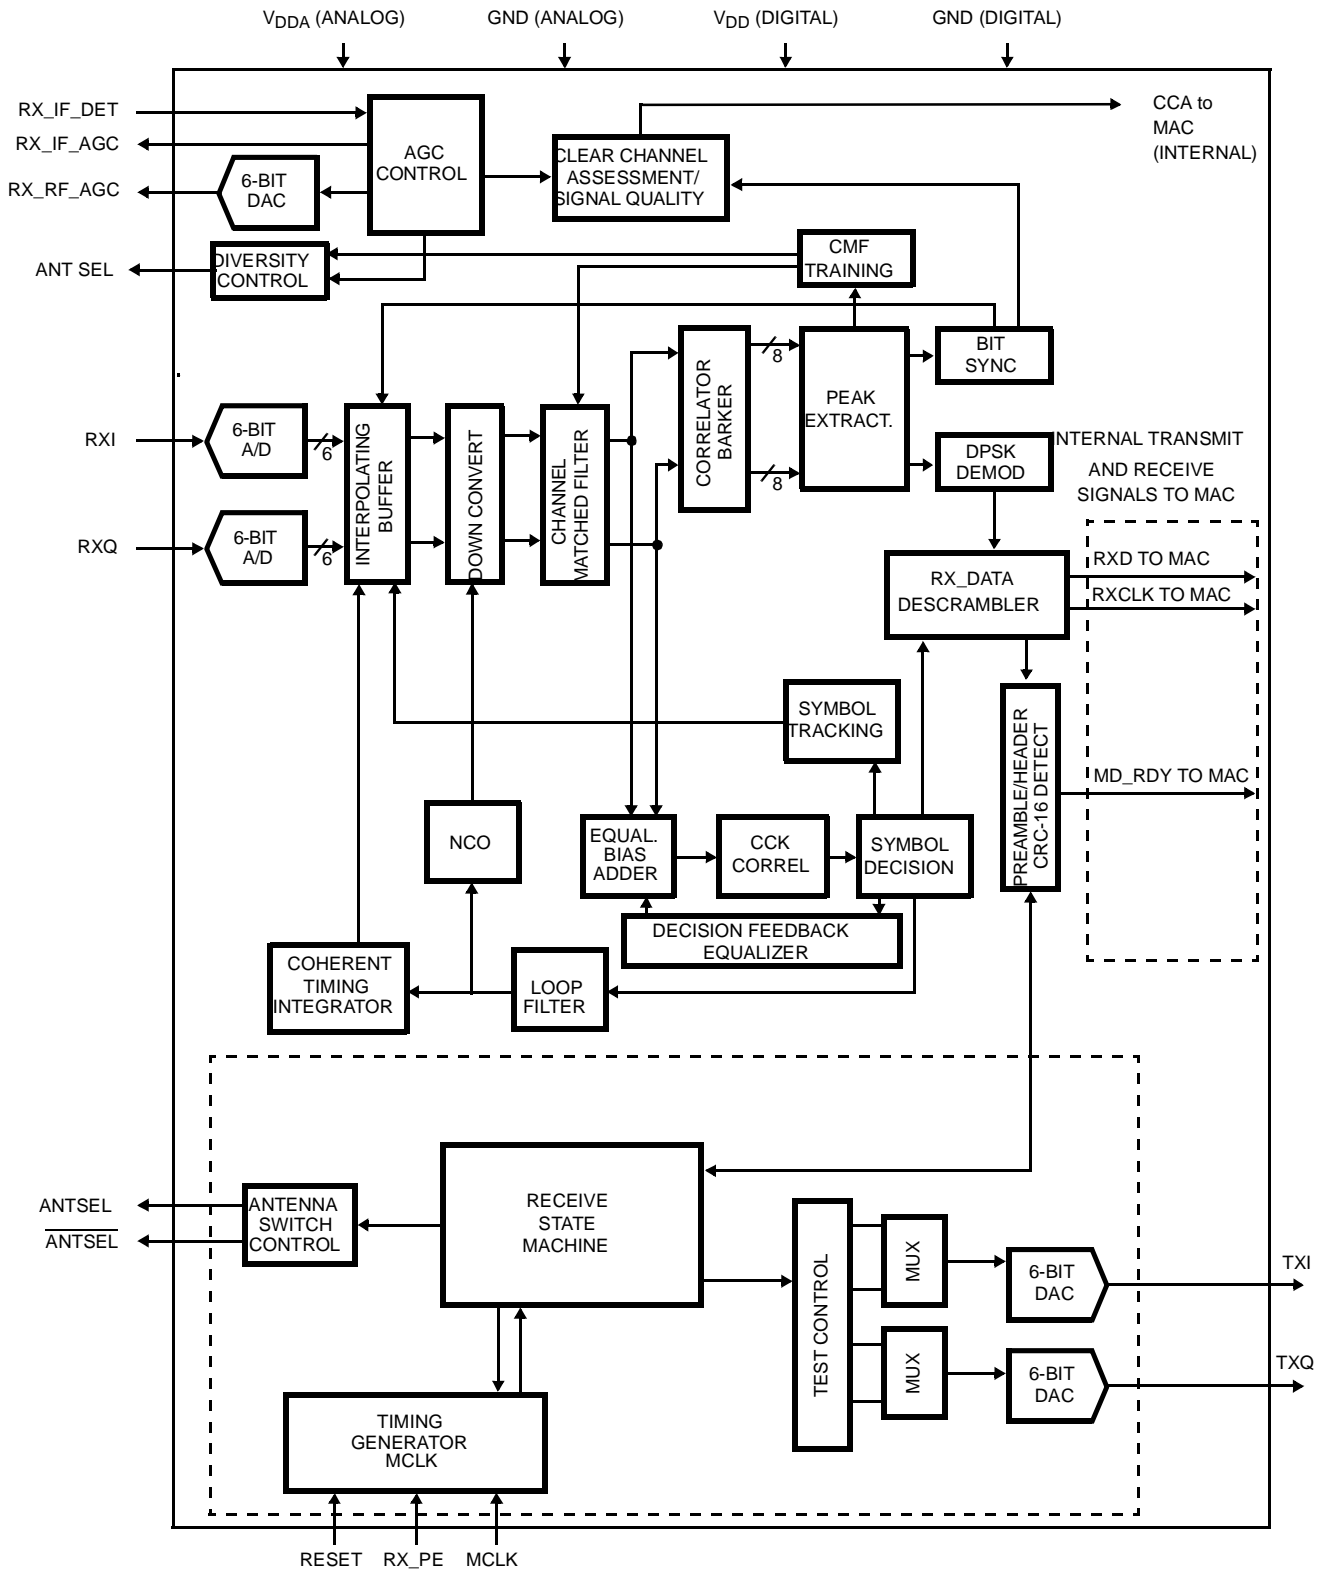 VDDA (ANALOG)
GND (ANALOG)
VDD (DIGITAL)
GND (DIGITAL)
RX_IF_DET
RX_IF_AGC
RX_RF_AGC
ANT SEL
6-BIT
DAC
AGC
CONTROL
CLEAR CHANNEL
ASSESSMENT/
SIGNAL QUALITY
CCA to
MAC
(INTERNAL)
DIVERSITY
CONTROL
CMF
TRAINING
BIT
SYNC
RXI
6-BIT
A/D
6
RXQ
6-BIT
A/D
6
INTERPOLATING
BUFFER
DOWN CONVERT
CHANNEL
MATCHED FILTER
CORRELATOR
BARKER
8
8
PEAK
EXTRACT.
DPSK
DEMOD
INTERNAL TRANSMIT
AND RECEIVE
SIGNALS TO MAC
RX_DATA
DESCRAMBLER
RXD TO MAC
RXCLK TO MAC
SYMBOL
TRACKING
PREAMBLE/HEADER
CRC-16 DETECT
MD_RDY TO MAC
NCO
EQUAL.
BIAS
ADDER
CCK
CORREL
SYMBOL
DECISION
DECISION FEEDBACK
EQUALIZER
COHERENT
TIMING
INTEGRATOR
LOOP
FILTER
ANTSEL
ANTSEL
ANTENNA
SWITCH
CONTROL
RECEIVE
STATE
MACHINE
TEST CONTROL
MUX
MUX
6-BIT
DAC
6-BIT
DAC
TXI
TXQ
TIMING
GENERATOR
MCLK
RESET
RX_PE
MCLK